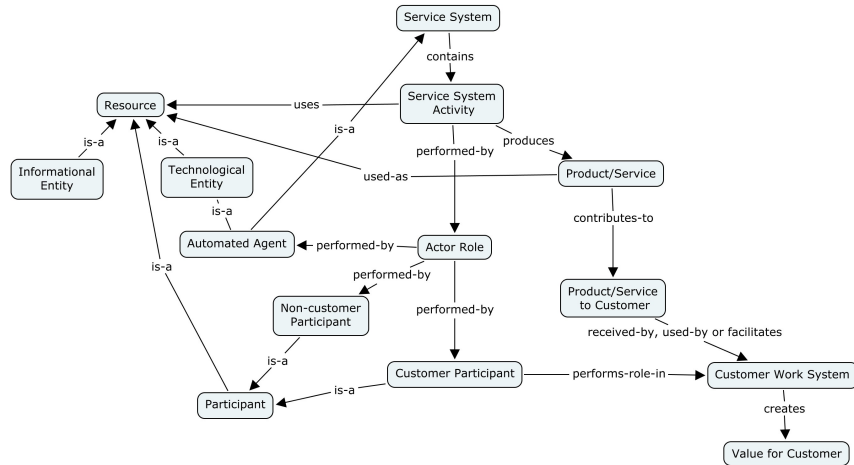 Service System
contains
Service System
Activity
Resource
uses
is-a
is-a
is-a
performed-by
produces
Informational
Entity
Technological
Entity
used-as
Product/Service
is-a
contributes-to
Automated Agent
performed-by
Actor Role
is-a
performed-by
performed-by
Non-customer
Participant
Product/Service
to Customer
received-by, used-by or facilitates
is-a
Customer Participant
performs-role-in
Customer Work System
is-a
Participant
creates
Value for Customer